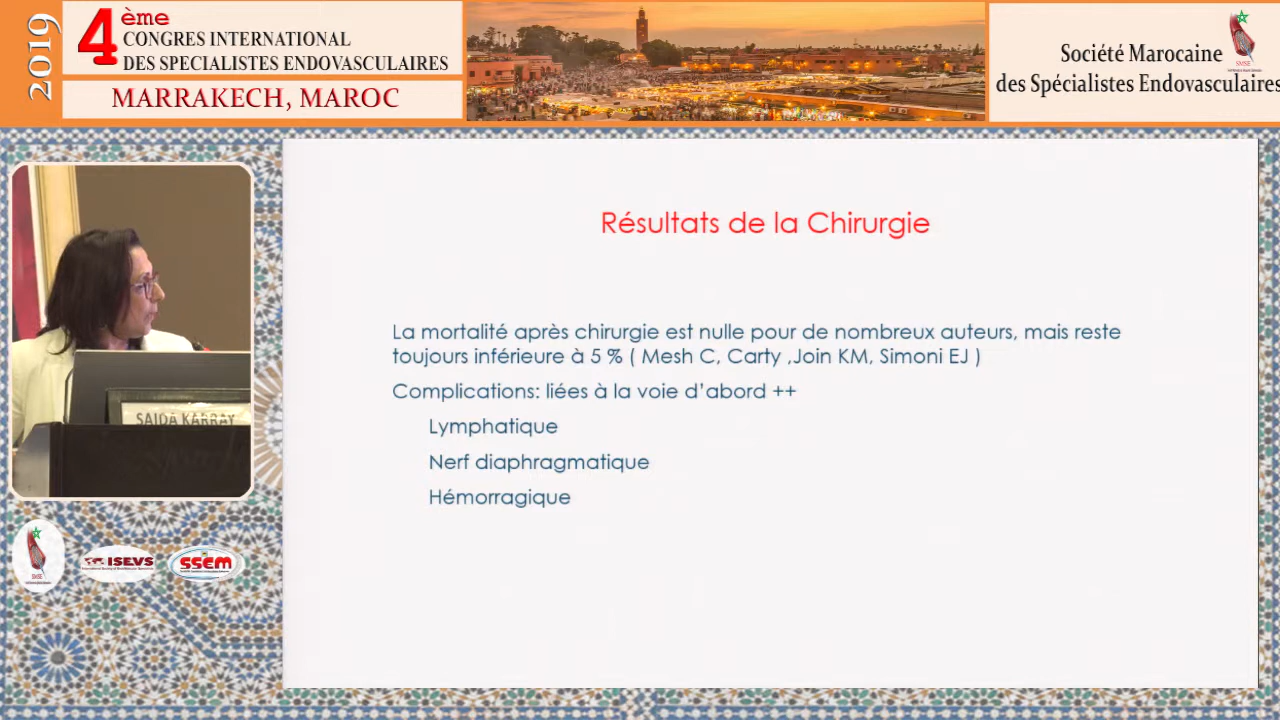 2019
4ème
CONGRES INTERNATIONAL
DES SPECIALISTES ENDOVASCULAIRES
MARRAKECH, MAROC
Société Marocaine
des Spécialistes Endovasculaires
SMSE
Résultats de la Chirurgie
La mortalité après chirurgie est nulle pour de nombreux auteurs, mais reste
toujours inférieure à 5 % ( Mesh C, Carty ,Join KM, Simoni EJ )
Complications: liées à la voie d’abord ++
Lymphatique
Nerf diaphragmatique
Hémorragique
SAIDA KARRAY
SMSE
ISEVS
SSEM